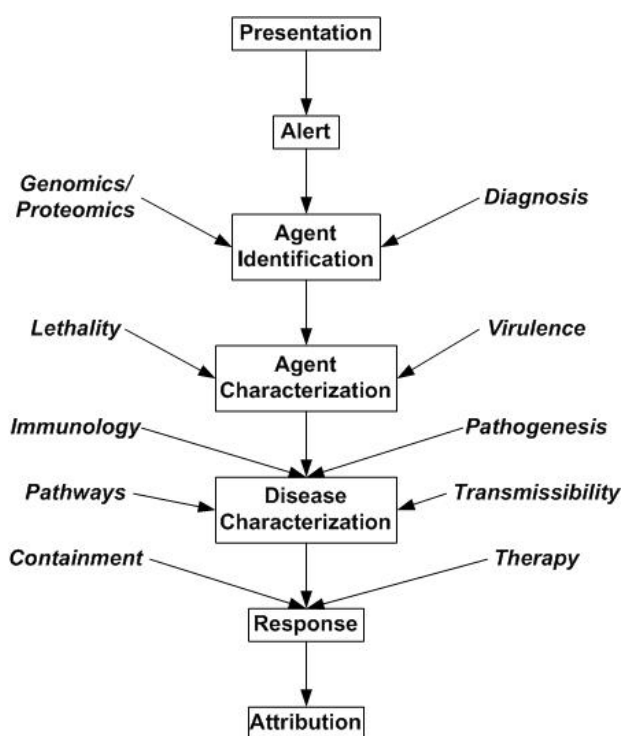 Presentation
Alert
Genomics/
Proteomics
Diagnosis
Agent
Identification
Lethality
Virulence
Agent
Characterization
Immunology
Pathogenesis
Pathways
Disease
Characterization
Transmissibility
Containment
Therapy
Response
Attribution